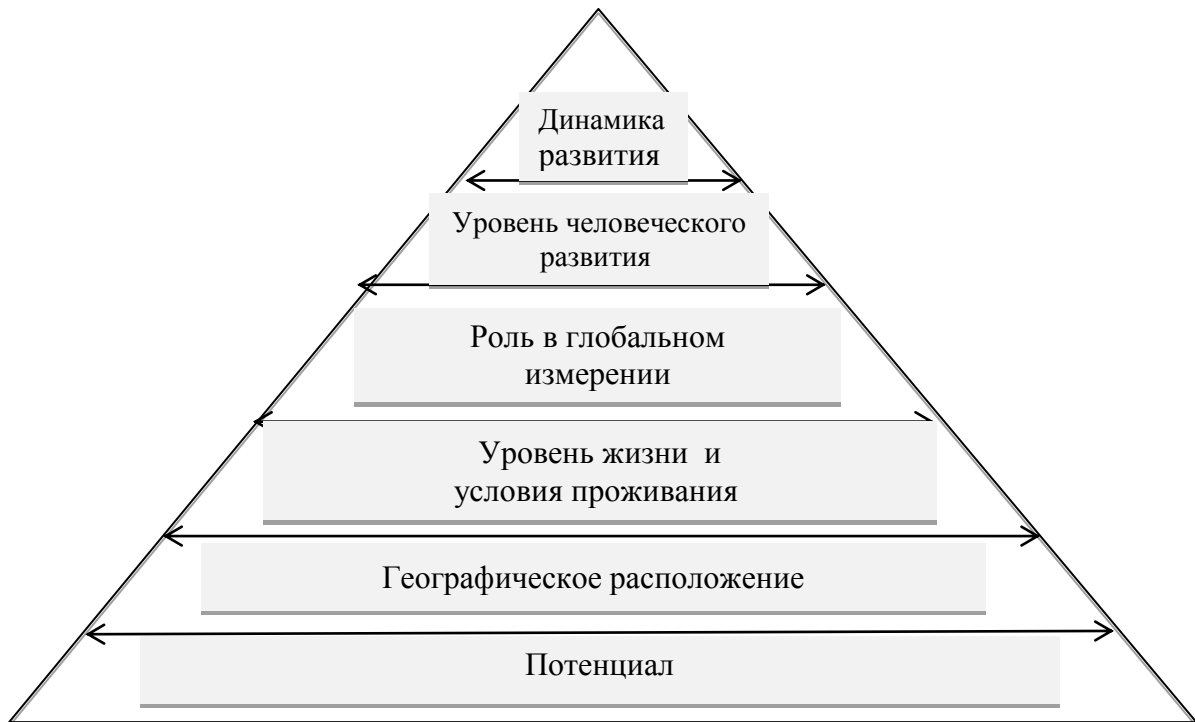 Динамика
развития
Уровень человеческого
развития
Роль в глобальном
измерении
Уровень жизни и
условия проживания
Географическое расположение
Потенциал